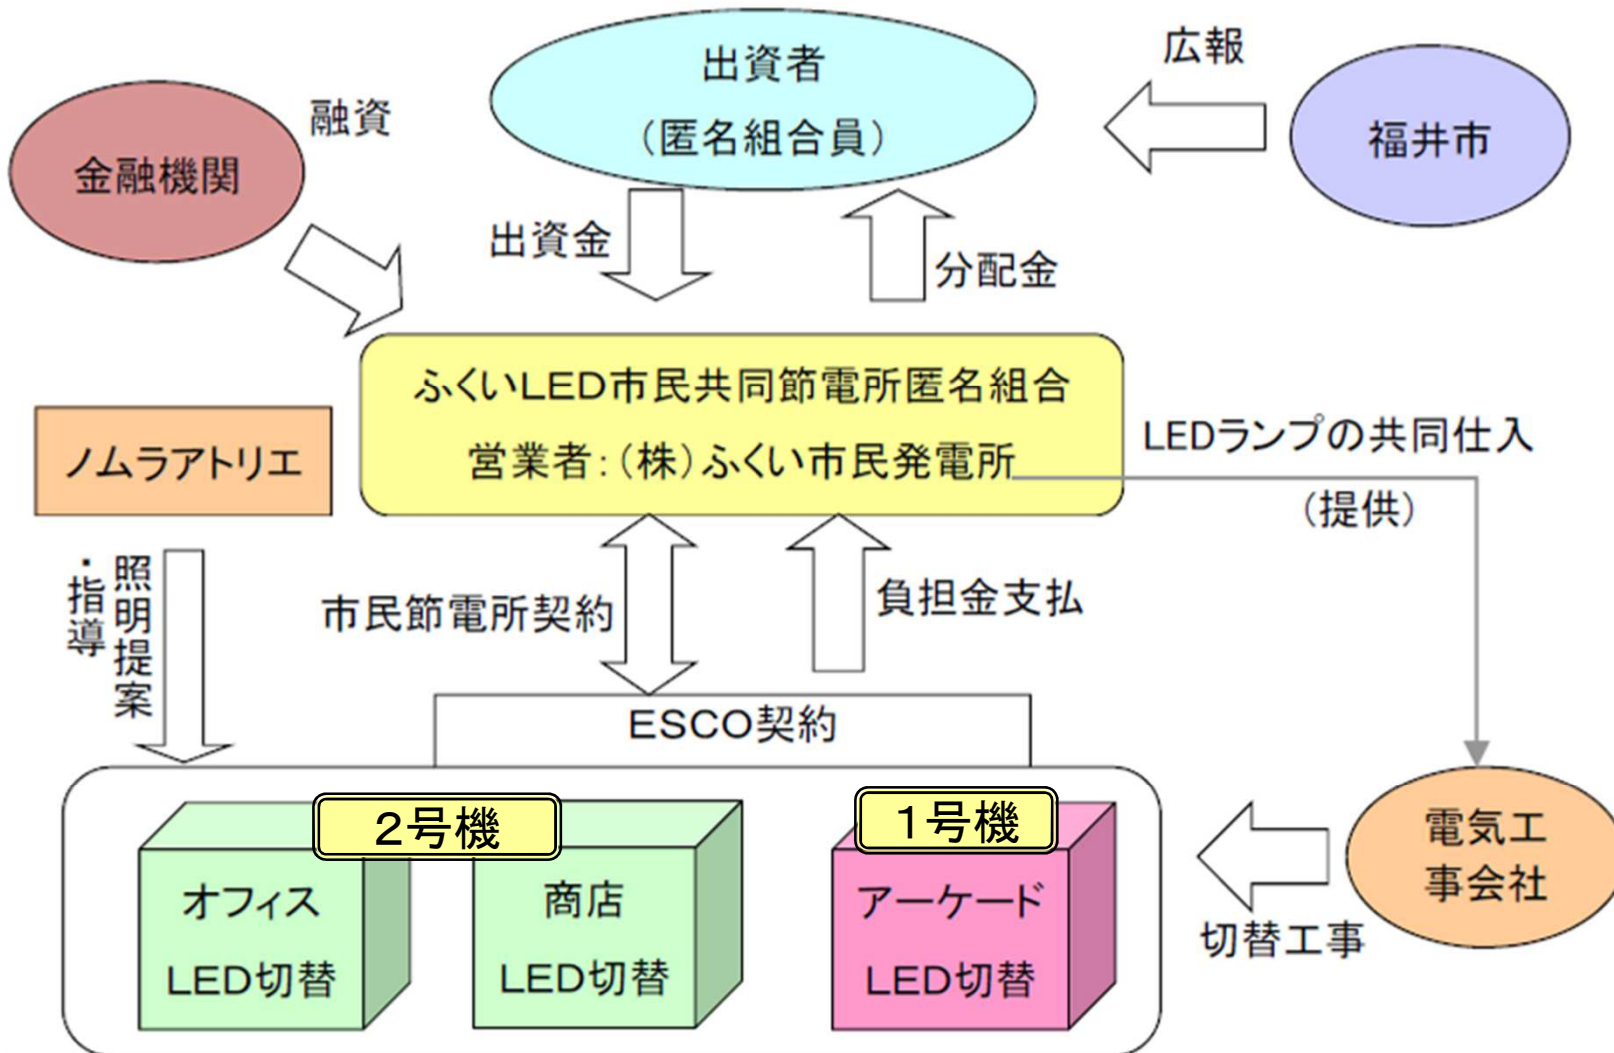 出資者
（匿名組合員）
広報
福井市
融資
金融機関
出資金
分配金
ふくいLED市民共同節電所匿名組合
営業者：（株）ふくい市民発電所
ノムラアトリエ
LEDランプの共同仕入
（提供）
照明提案
・指導
市民節電所契約
負担金支払
ESCO契約
２号機
１号機
オフィス
LED切替
商店
LED切替
アーケード
LED切替
電気工
事会社
切替工事